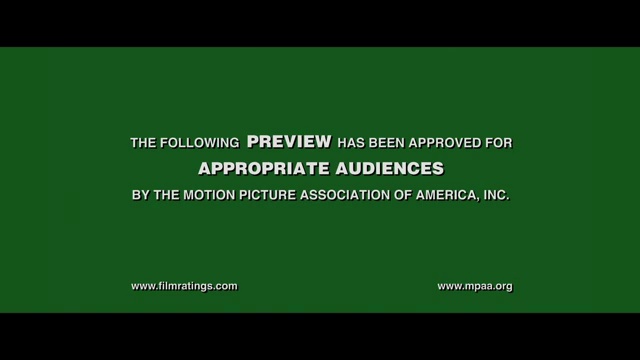 THE FOLLOWING PREVIEW HAS BEEN APPROVED FOR
APPROPRIATE AUDIENCES
BY THE MOTION PICTURE ASSOCIATION OF AMERICA, INC.
www.filmratings.com www.mpaa.org